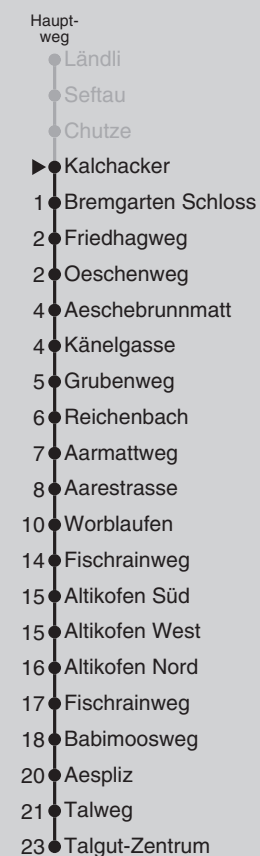 Haupt-
weg
Ländli
Seftau
Chutze
Kalchacker
1 Bremgarten Schloss
2 Friedhagweg
2 Oeschenweg
4 Aeschebrunnmatt
4 Känelgasse
5 Grubenweg
6 Reichenbach
7 Aarmattweg
8 Aarestrasse
10 Worblaufen
14 Fischrainweg
15 Altikofen Süd
15 Altikofen West
16 Altikofen Nord
17 Fischrainweg
18 Babimoosweg
20 Aespliz
21 Talweg
23 Talgut-Zentrum